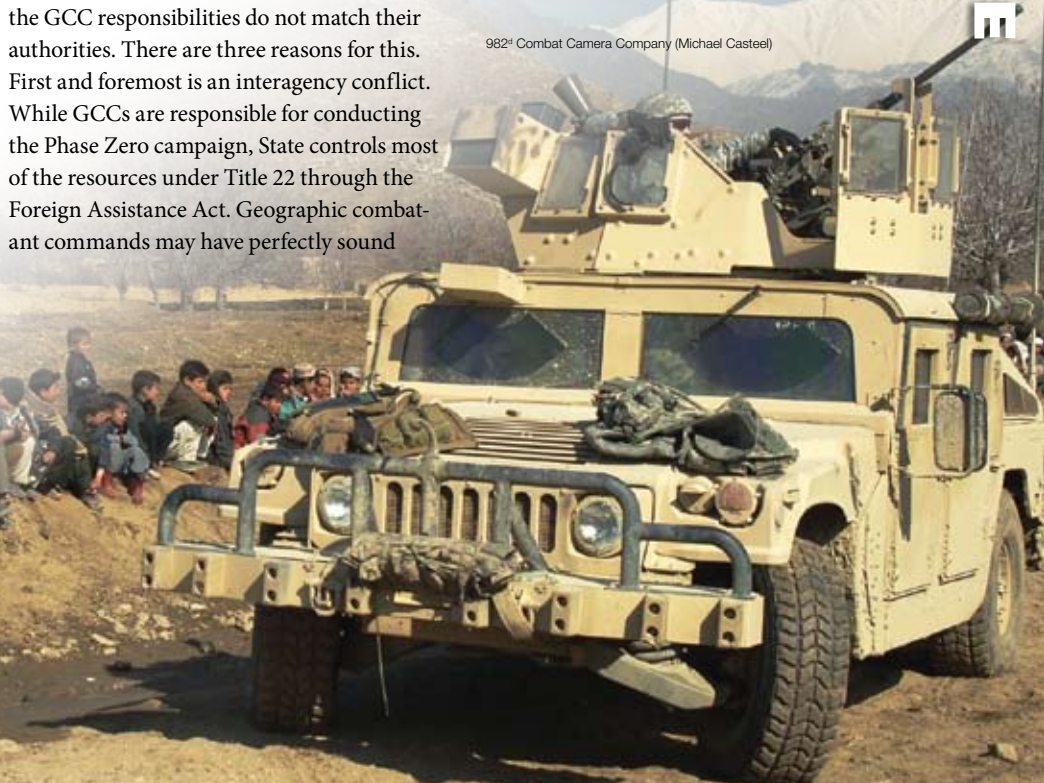 the GCC responsibilities do not match their
authorities. There are three reasons for this.
First and foremost is an interagency conflict.
While GCCs are responsible for conducting
the Phase Zero campaign, State controls most
of the resources under Title 22 through the
Foreign Assistance Act. Geographic combat-
ant commands may have perfectly sound
982ᵈ Combat Camera Company (Michael Casteel)